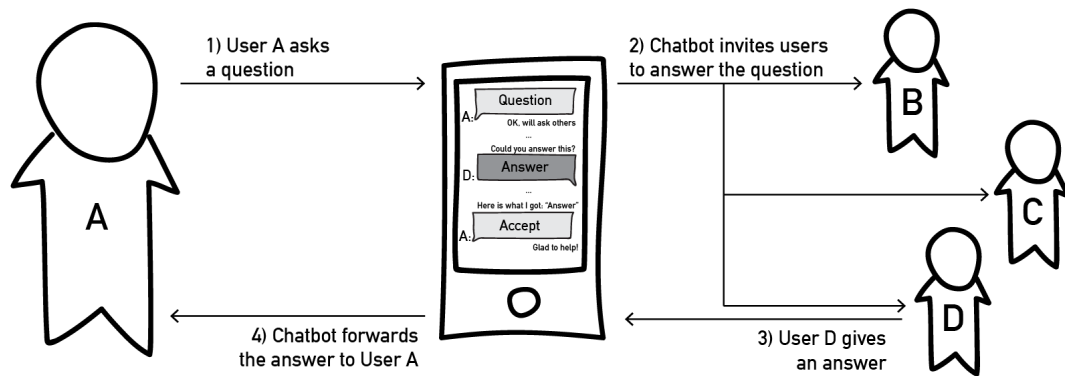 1) User A asks
a question
2) Chatbot invites users
to answer the question
A
A:
Question
OK, will ask others
...
Could you answer this?
D:
Answer
...
Here is what I got: "Answer"
A:
Accept
Glad to help!
B
C
D
4) Chatbot forwards
the answer to User A
3) User D gives
an answer